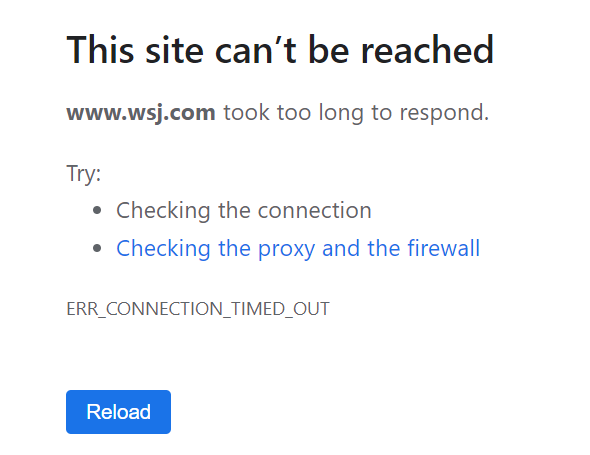 This site can’t be reached
www.wsj.com took too long to respond.
Try:
Checking the connection
Checking the proxy and the firewall
ERR_CONNECTION_TIMED_OUT
Reload